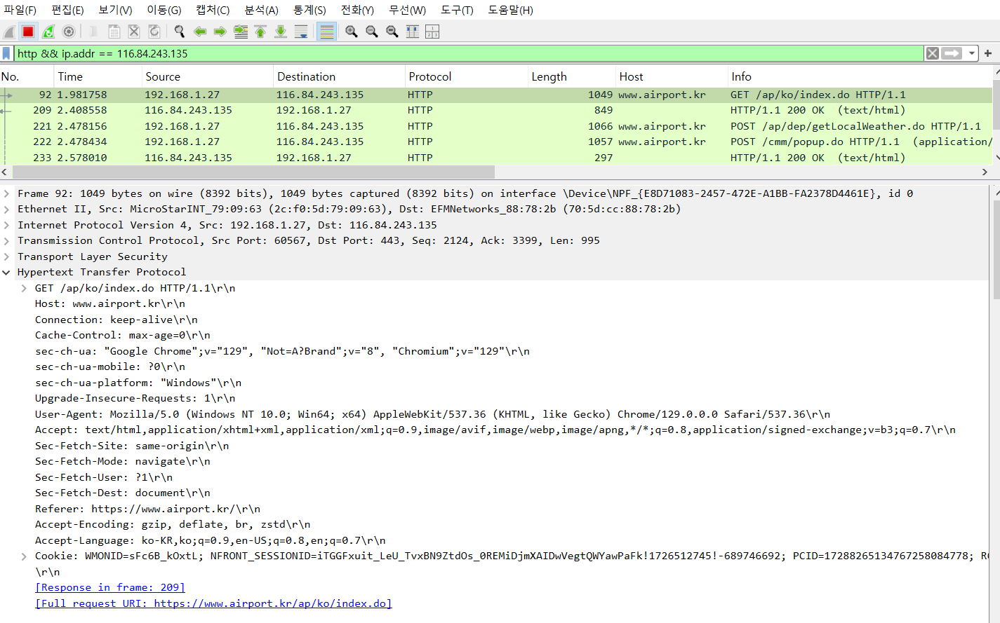 파일(F) 편집(E) 보기(V) 이동(G) 캡처(C) 분석(A) 통계(S) 전화(Y) 무선(W) 도구(T) 도움말(H)
http && ip.addr == 116.84.243.135
No. Time Source Destination Protocol Length Host Info
92 1.981758 192.168.1.27 116.84.243.135 HTTP 1049 www.airport.kr GET /ap/ko/index.do HTTP/1.1
209 2.408558 116.84.243.135 192.168.1.27 HTTP 849 HTTP/1.1 200 OK (text/html)
221 2.478156 192.168.1.27 116.84.243.135 HTTP 1066 www.airport.kr POST /ap/dep/getLocalWeather.do HTTP/1.1
222 2.478434 192.168.1.27 116.84.243.135 HTTP 1057 www.airport.kr POST /cmm/popup.do HTTP/1.1 (application/
233 2.578010 116.84.243.135 192.168.1.27 HTTP 297 HTTP/1.1 200 OK (text/html)
Frame 92: 1049 bytes on wire (8392 bits), 1049 bytes captured (8392 bits) on interface \Device\NPF_{E8D71083-2457-472E-A1BB-FA2378D4461E}, id 0
Ethernet II, Src: MicroStarINT_79:09:63 (2c:f0:5d:79:09:63), Dst: EFMNetworks_88:78:2b (70:5d:cc:88:78:2b)
Internet Protocol Version 4, Src: 192.168.1.27, Dst: 116.84.243.135
Transmission Control Protocol, Src Port: 60567, Dst Port: 443, Seq: 2124, Ack: 3399, Len: 995
Transport Layer Security
Hypertext Transfer Protocol
GET /ap/ko/index.do HTTP/1.1\r\n
Host: www.airport.kr\r\n
Connection: keep-alive\r\n
Cache-Control: max-age=0\r\n
sec-ch-ua: "Google Chrome";v="129", "Not=A?Brand";v="8", "Chromium";v="129"\r\n
sec-ch-ua-mobile: ?0\r\n
sec-ch-ua-platform: "Windows"\r\n
Upgrade-Insecure-Requests: 1\r\n
User-Agent: Mozilla/5.0 (Windows NT 10.0; Win64; x64) AppleWebKit/537.36 (KHTML, like Gecko) Chrome/129.0.0.0 Safari/537.36\r\n
Accept: text/html,application/xhtml+xml,application/xml;q=0.9,image/avif,image/webp,image/apng,*/*;q=0.8,application/signed-exchange;v=b3;q=0.7\r\n
Sec-Fetch-Site: same-origin\r\n
Sec-Fetch-Mode: navigate\r\n
Sec-Fetch-User: ?1\r\n
Sec-Fetch-Dest: document\r\n
Referer: https://www.airport.kr/\r\n
Accept-Encoding: gzip, deflate, br, zstd\r\n
Accept-Language: ko-KR,ko;q=0.9,en-US;q=0.8,en;q=0.7\r\n
Cookie: WMONID=sFc6B_kOxtL; NFRONT_SESSIONID=iTGGFxuit_LeU_TvxBN9ZtdOs_0REMiDjmXAIDwVegtQWYawPaFk!1726512745!-689746692; PCID=17288265134767258084778;
\r\n
[Response in frame: 209]
[Full request URI: https://www.airport.kr/ap/ko/index.do]